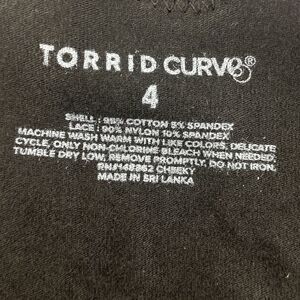 TORRID CURVE®
4
SHELL: 95% COTTON 5% SPANDEX
LACE: 90% NYLON 10% SPANDEX
MACHINE WASH WARM WITH LIKE COLORS, DELICATE
CYCLE, ONLY NON-CHLORINE BLEACH WHEN NEEDED,
TUMBLE DRY LOW, REMOVE PROMPTLY. DO NOT IRON.
RN#148862 CHEEKY
MADE IN SRI LANKA